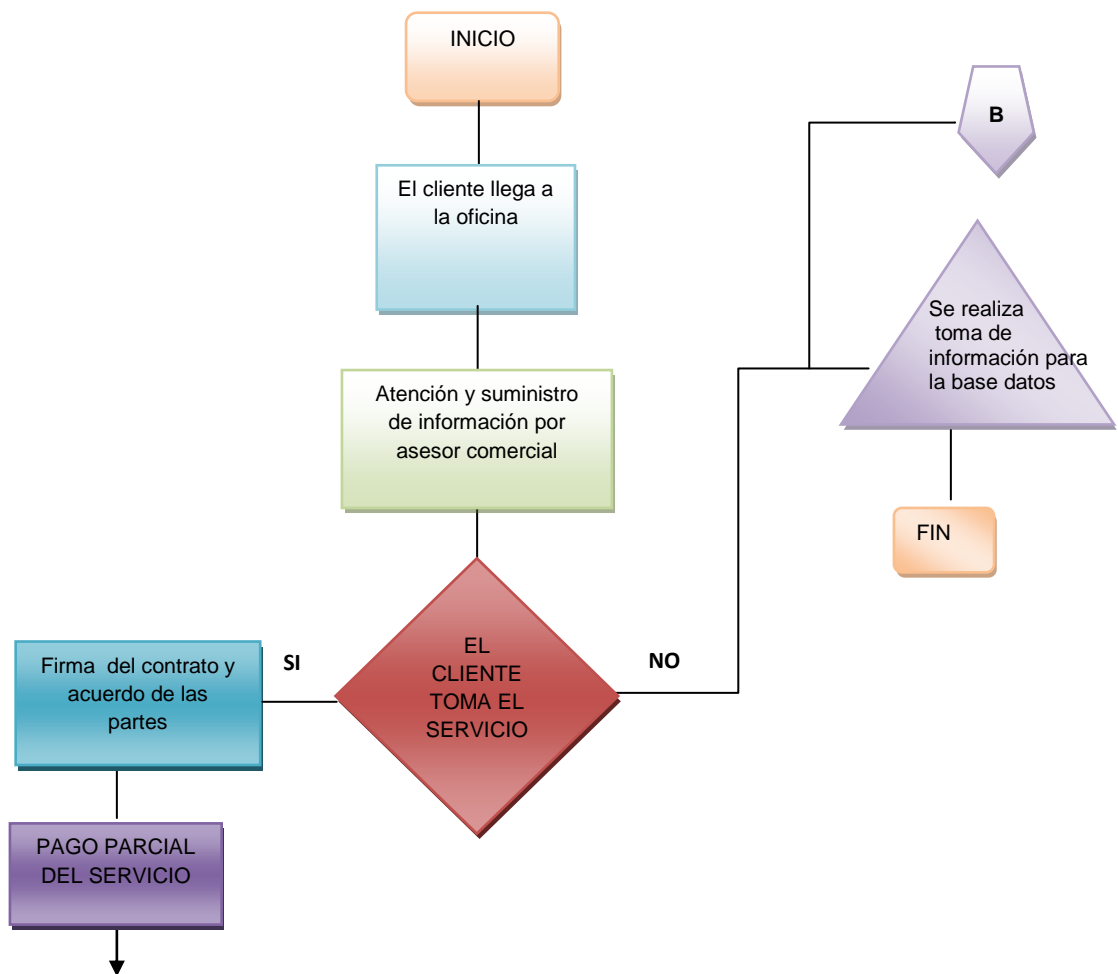 INICIO
El cliente llega a
la oficina
Atención y suministro
de información por
asesor comercial
EL
CLIENTE
TOMA EL
SERVICIO
SI
Firma del contrato y
acuerdo de las
partes
PAGO PARCIAL
DEL SERVICIO
NO
B
Se realiza
toma de
información para
la base datos
FIN